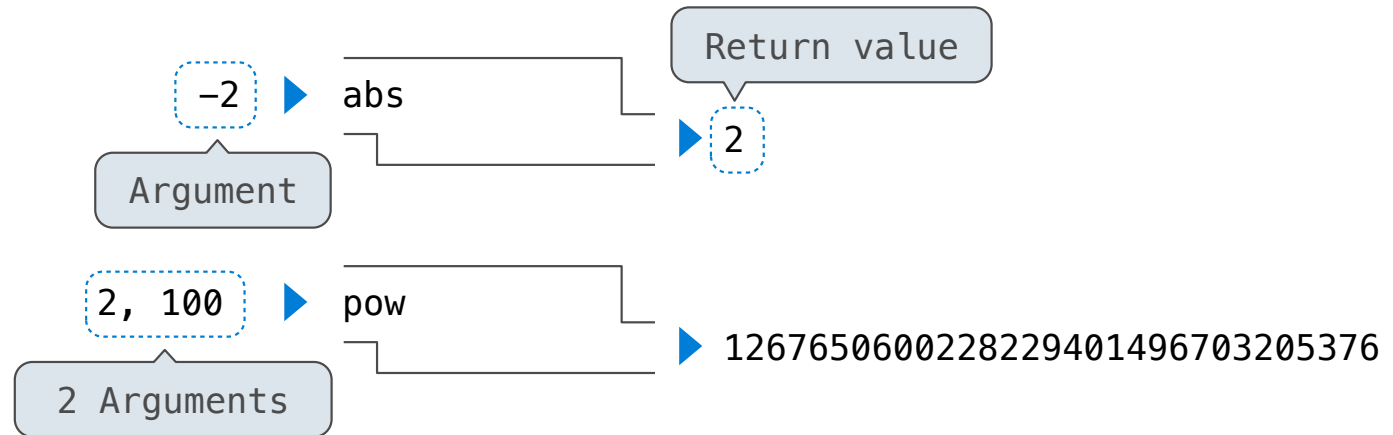 Return value
-2 abs
2
Argument
2, 100 pow
1267650600228229401496703205376
2 Arguments